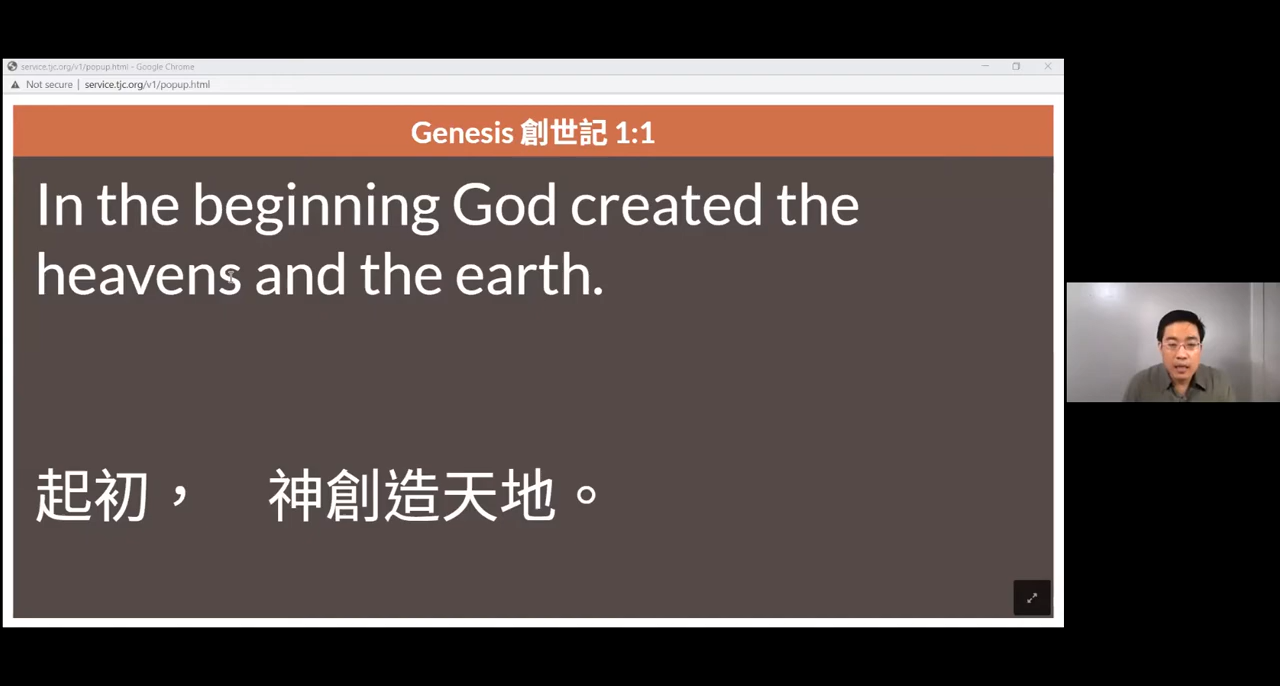 service.tjc.org/v1/popup.html - Google Chrome
Not secure | service.tjc.org/v1/popup.html
Genesis 創世記 1:1
In the beginning God created the
heavens and the earth.
起初，　神創造天地。